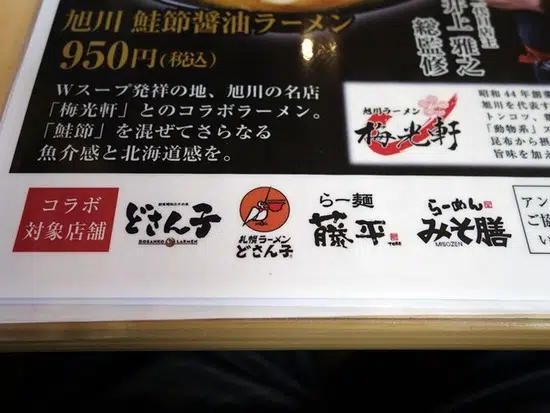 旭川 鮭節醤油ラーメン
950円(税込)
井上 雅之
総監修
Wスープ発祥の地、旭川の名店
「梅光軒」とのコラボラーメン。
「鮭節」を混ぜてさらなる
魚介感と北海道感を。
旭川ラーメン
梅光軒
昭和44年創業
旭川を代表す
トンコツ、
「動物系」ス
昆布から摂
旨味を加え
コラボ
対象店舗
どさん子
DOSANKO LARMEN
札幌ラーメン
どさん子
らー麺
藤平
らーめん
みそ膳
MISOZEN
アン
ご協
い